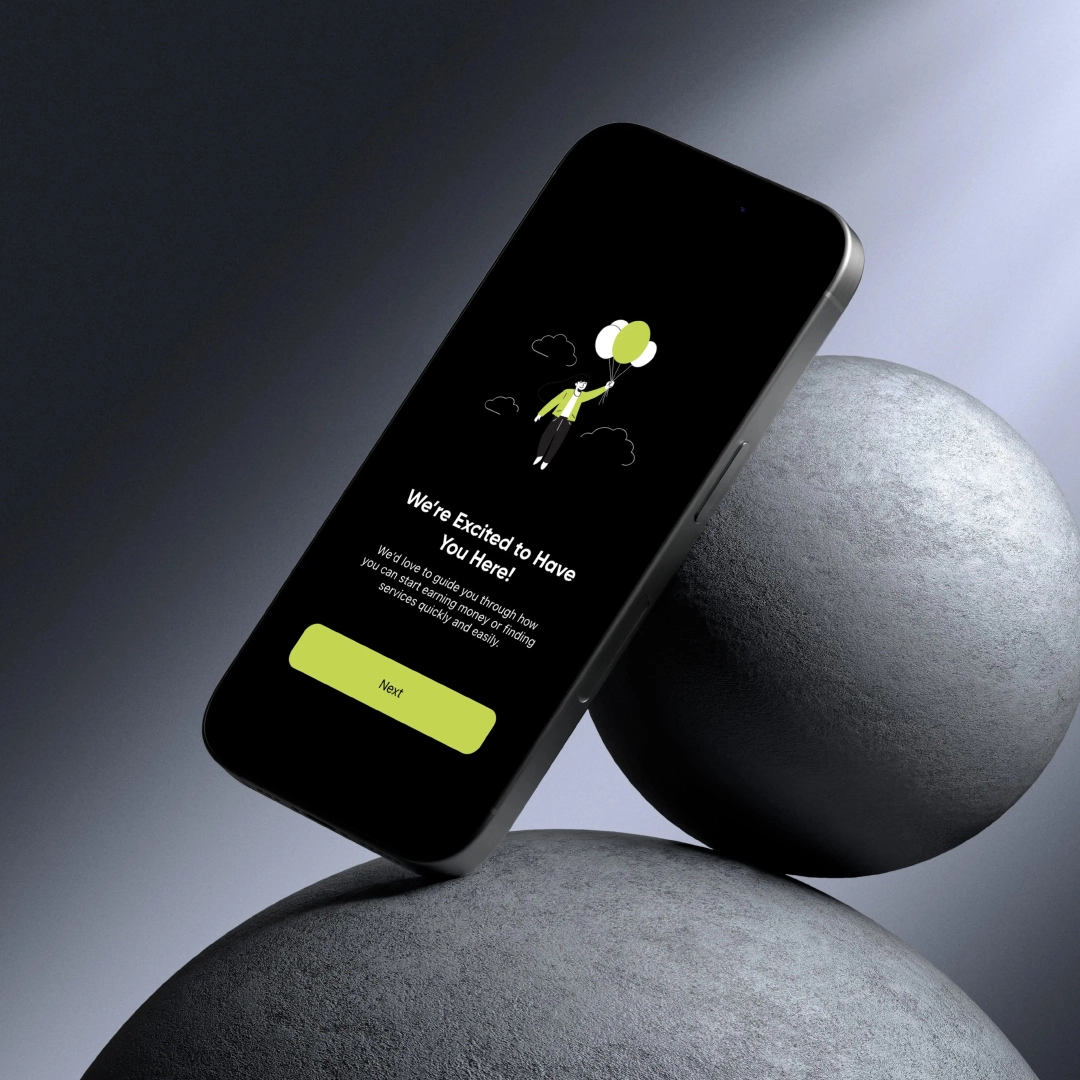 We're Excited to Have
You Here!
We'd love to guide you through how
you can start earning money or finding
services quickly and easily.
Next